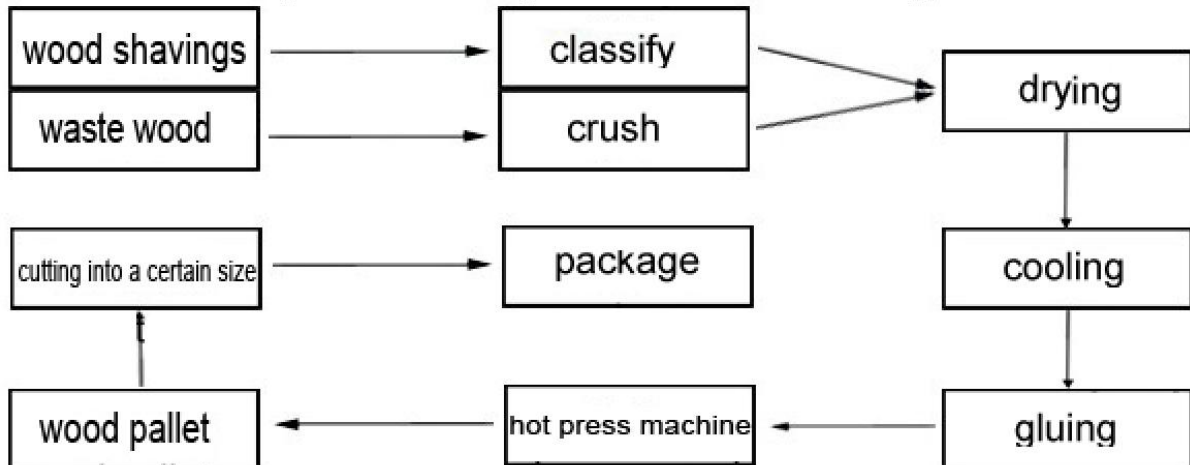 wood shavings
classify
waste wood
crush
drying
cutting into a certain size
package
cooling
wood pallet
hot press machine
gluing